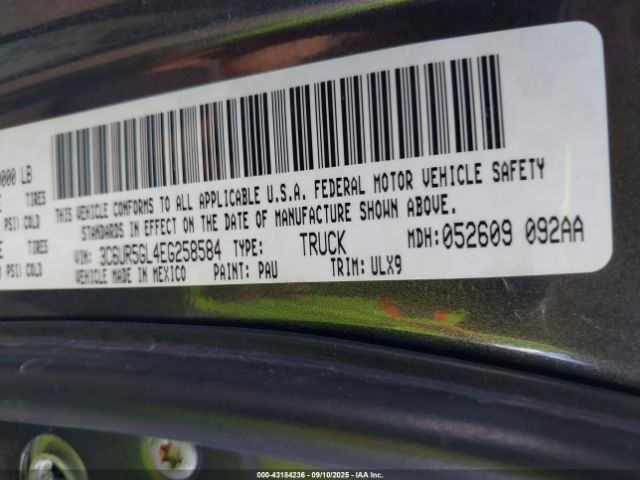 0000 LB
TIRES
PSI) COLD
TIRES
PSI) COLD
THIS VEHICLE CONFORMS TO ALL APPLICABLE U.S.A. FEDERAL MOTOR VEHICLE SAFETY
STANDARDS IN EFFECT ON THE DATE OF MANUFACTURE SHOWN ABOVE.
VIN: 3C6UR5GL4EG258584 TYPE: TRUCK MDH:052609 092AA
VEHICLE MADE IN MEXICO PAINT: PAU TRIM: ULX9
000-43184236 - 09/10/2025 - IAA Inc.